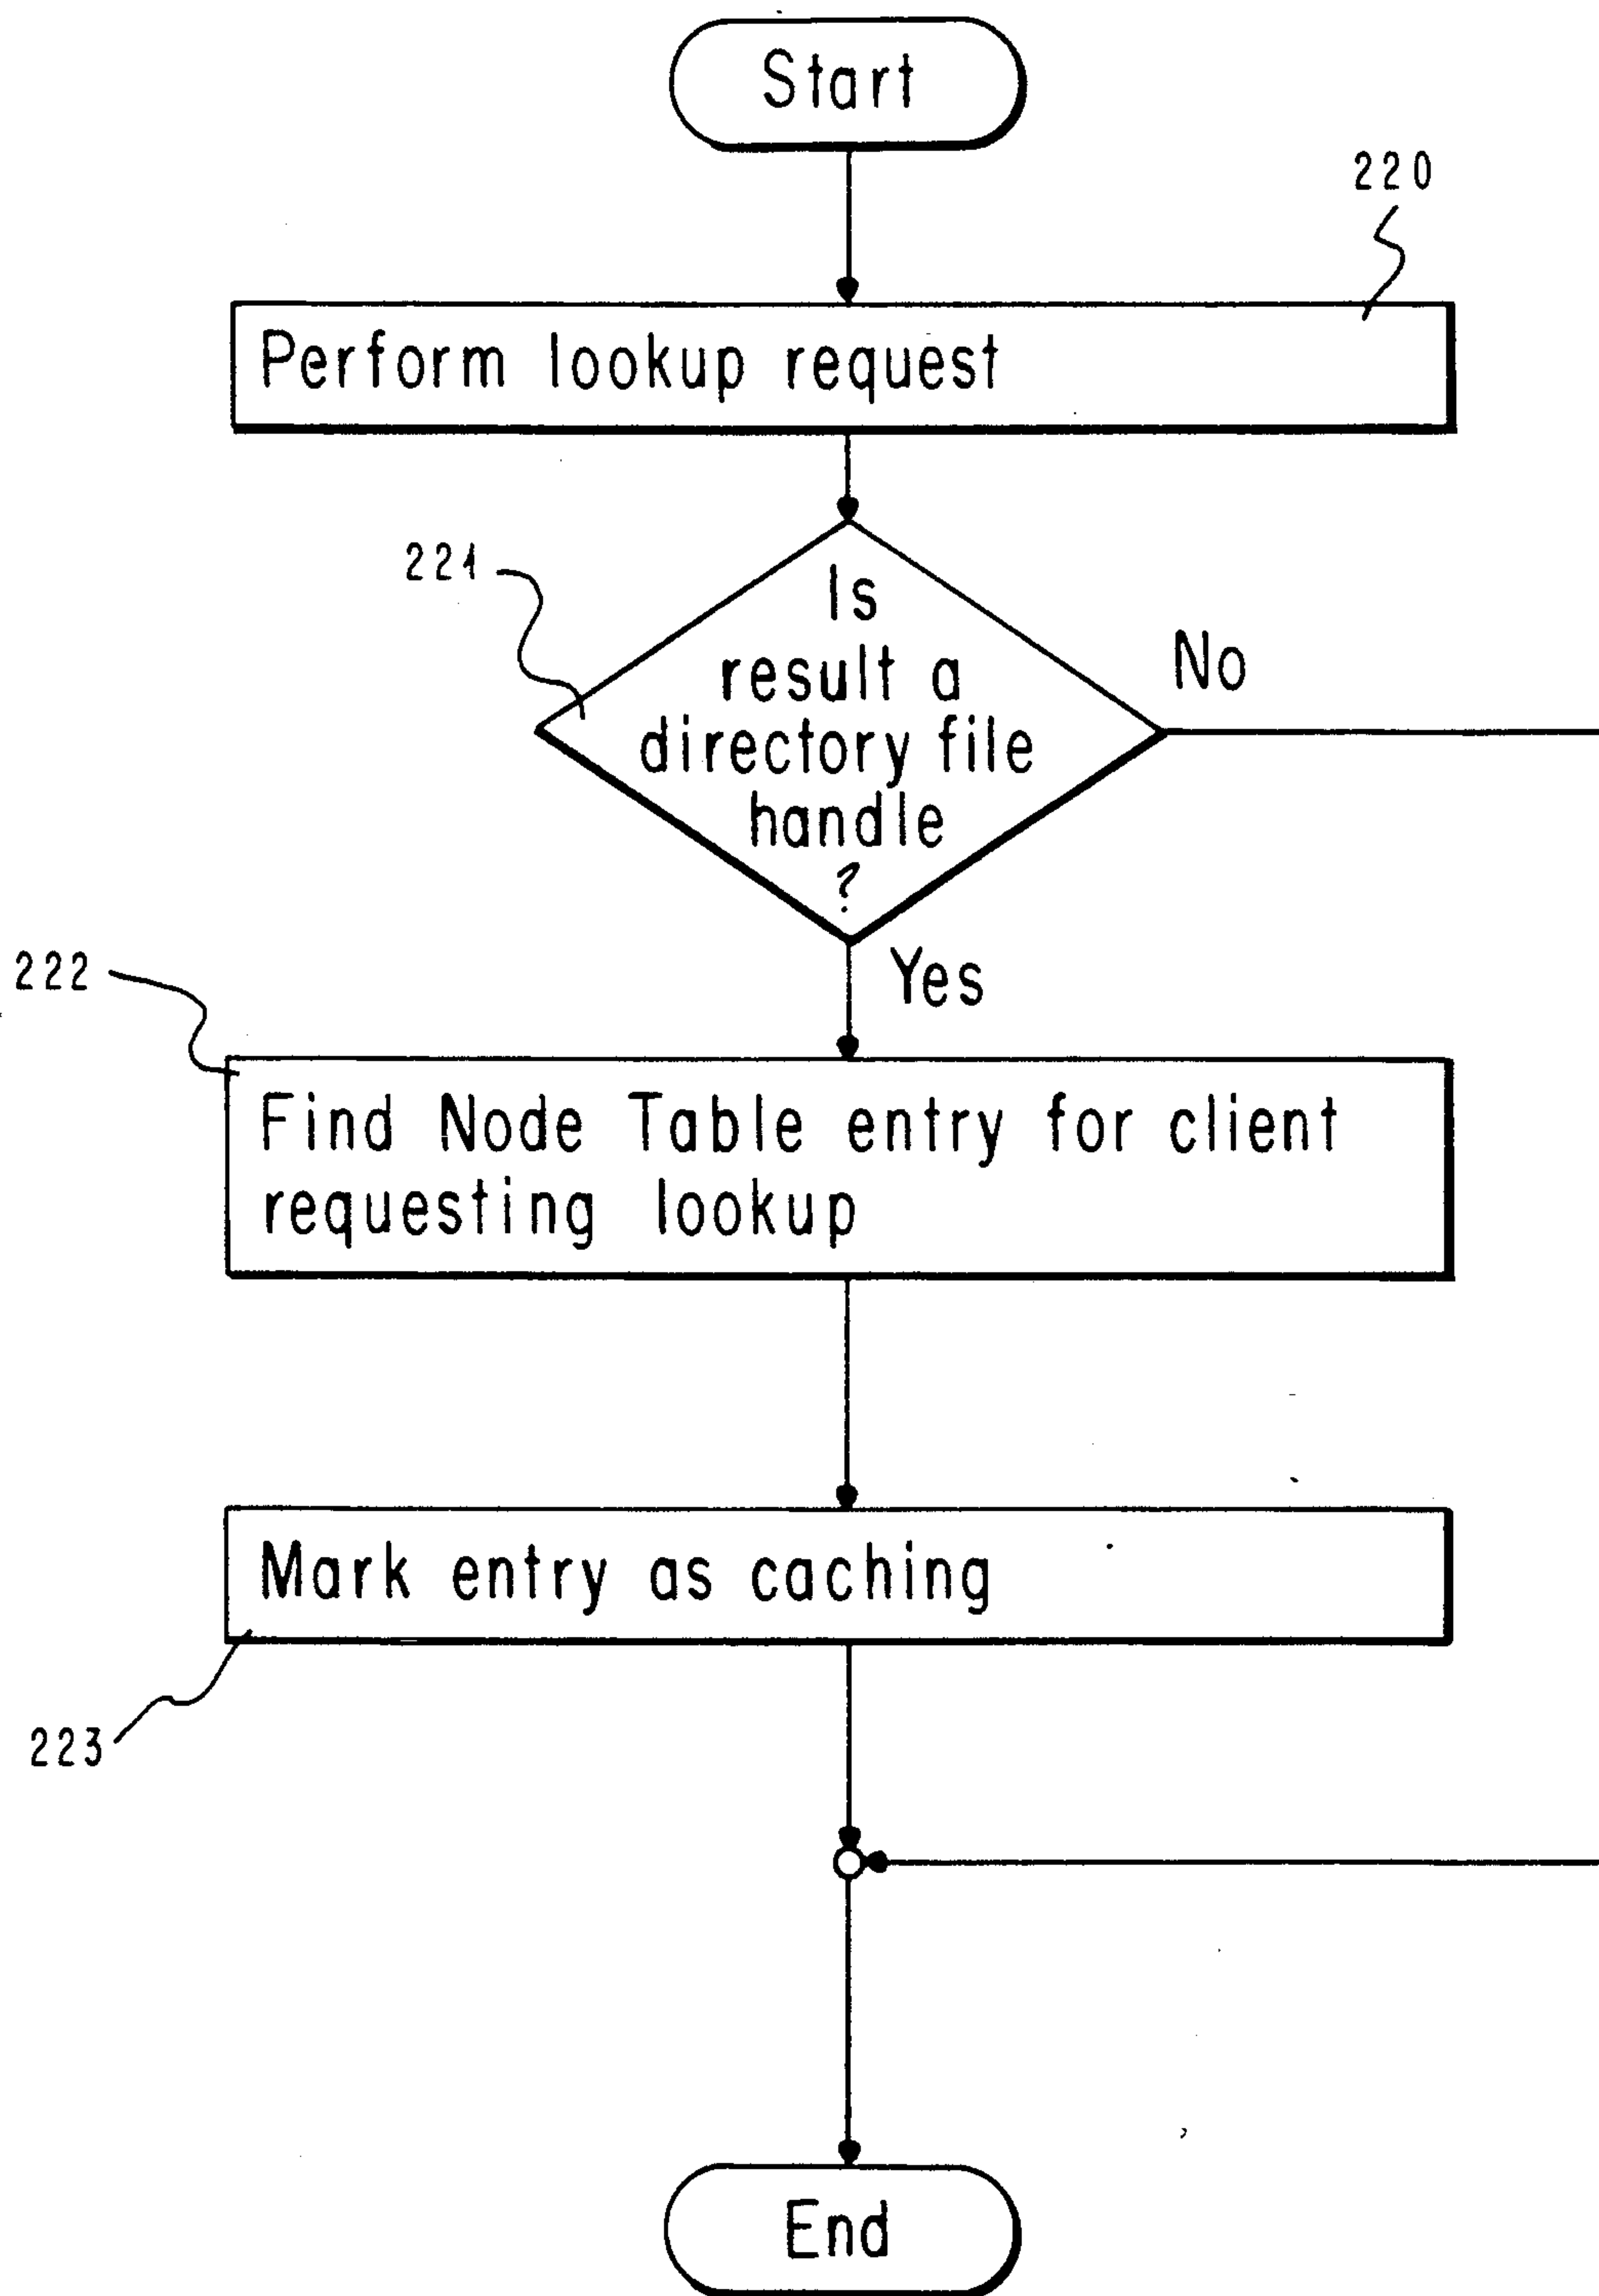 Start
220
Perform lookup request
221
Is
result a
directory file
handle
?
No
Yes
222
Find Node Table entry for client
requesting lookup
Mark entry as caching
223
End